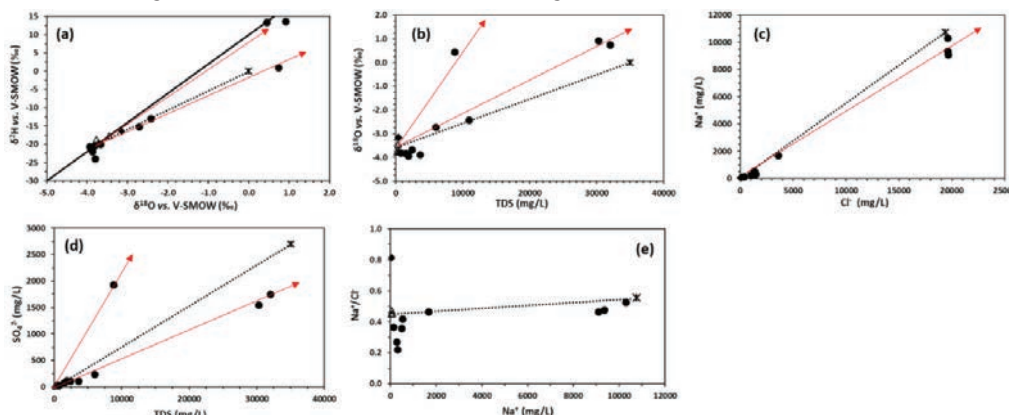 (a)
δ²H vs. V-SMOW (‰)
15
10
5
0
-5
-10
-15
-20
-25
-30
-5.0 -4.0 -3.0 -2.0 -1.0 0.0 1.0 2.0
δ¹⁸O vs. V-SMOW (‰)
(b)
δ¹⁸O vs. V-SMOW (‰)
2.0
1.0
0.0
-1.0
-2.0
-3.0
-4.0
-5.0
0 10000 20000 30000 40000
TDS (mg/L)
(c)
Na⁺ (mg/L)
12000
10000
8000
6000
4000
2000
0
0 5000 10000 15000 20000 25000
Cl⁻ (mg/L)
(d)
SO₄²⁻ (mg/L)
3000
2500
2000
1500
1000
500
0
0 10000 20000 30000 40000
TDS (mg/L)
(e)
Na⁺/Cl⁻
1.0
0.8
0.6
0.4
0.2
0.0
0 2000 4000 6000 8000 10000 12000
Na⁺ (mg/L)